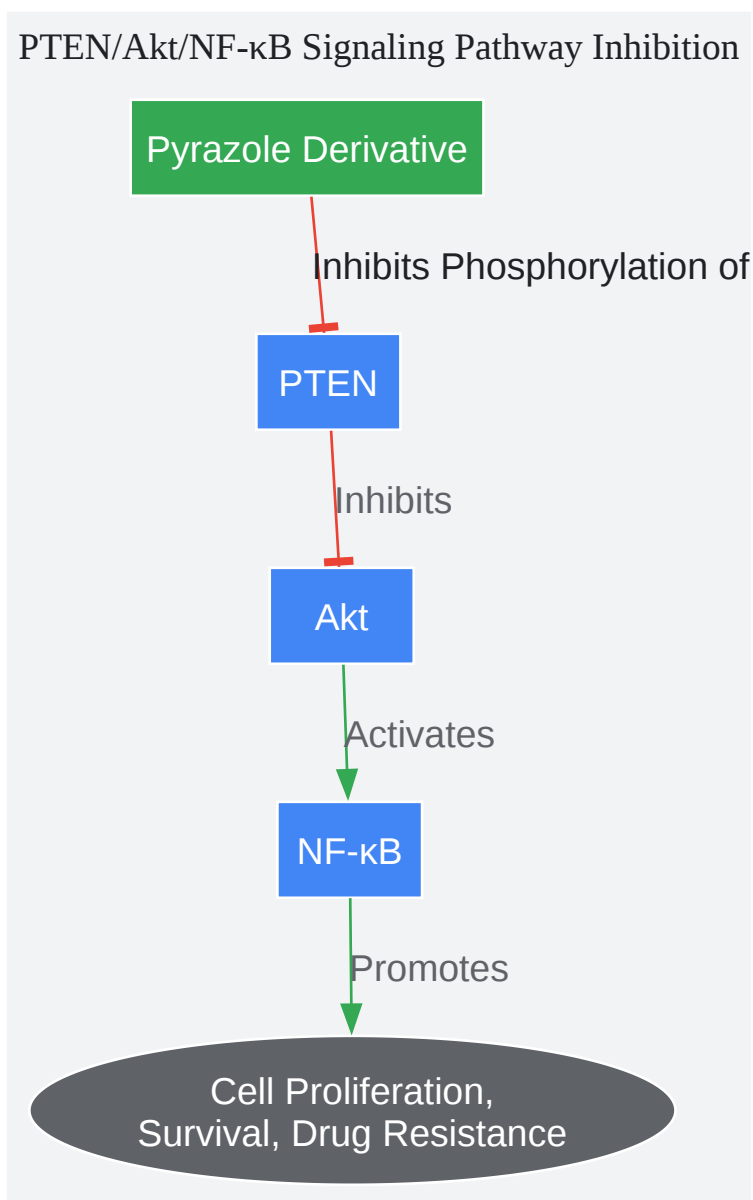 PTEN/Akt/NF-κB Signaling Pathway Inhibition
Pyrazole Derivative
Inhibits Phosphorylation of
PTEN
Inhibits
Akt
Activates
NF-κB
Promotes
Cell Proliferation,
Survival, Drug Resistance